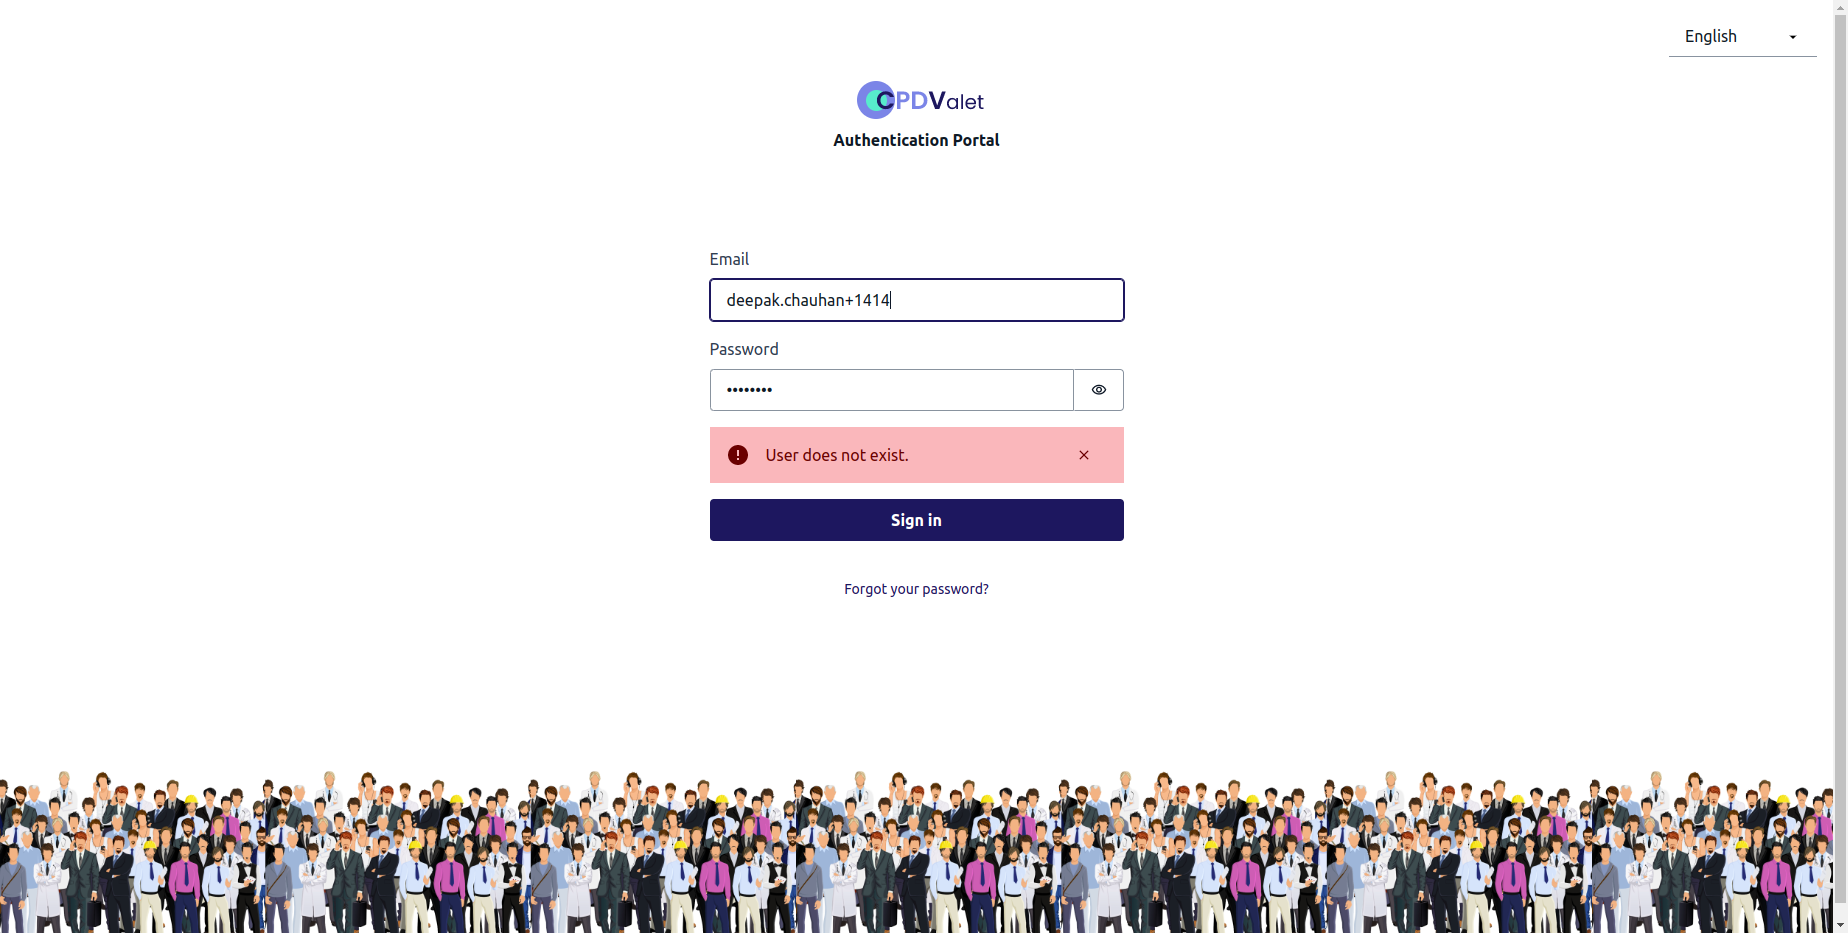 English
CPDValet
Authentication Portal
Email
deepak.chauhan+1414
Password
••••••••
User does not exist.
Sign in
Forgot your password?